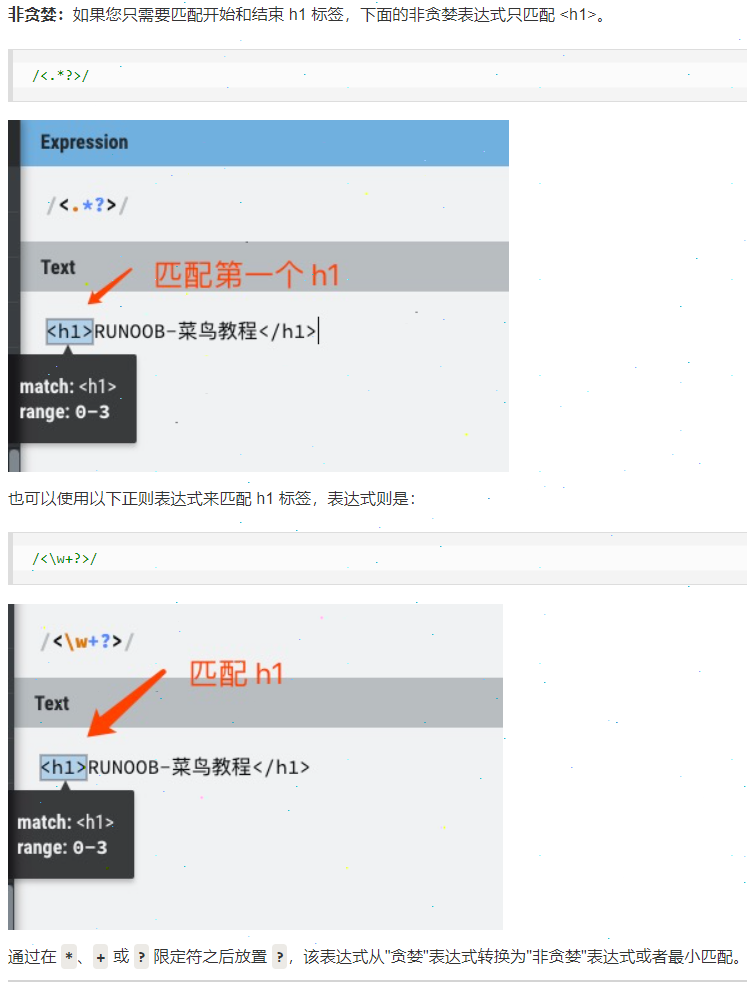 非贪婪：如果您只需要匹配开始和结束 h1 标签，下面的非贪婪表达式只匹配 <h1>。
/<.*?>/
Expression
/<.*?>/
Text
匹配第一个 h1
<h1>RUNOOB-菜鸟教程</h1>
match: <h1>
range: 0-3
也可以使用以下正则表达式来匹配 h1 标签，表达式则是：
/<\w+?>/
/<\w+?>/
匹配 h1
Text
<h1>RUNOOB-菜鸟教程</h1>
match: <h1>
range: 0-3
通过在 *、+ 或 ? 限定符之后放置 ?，该表达式从"贪婪"表达式转换为"非贪婪"表达式或者最小匹配。